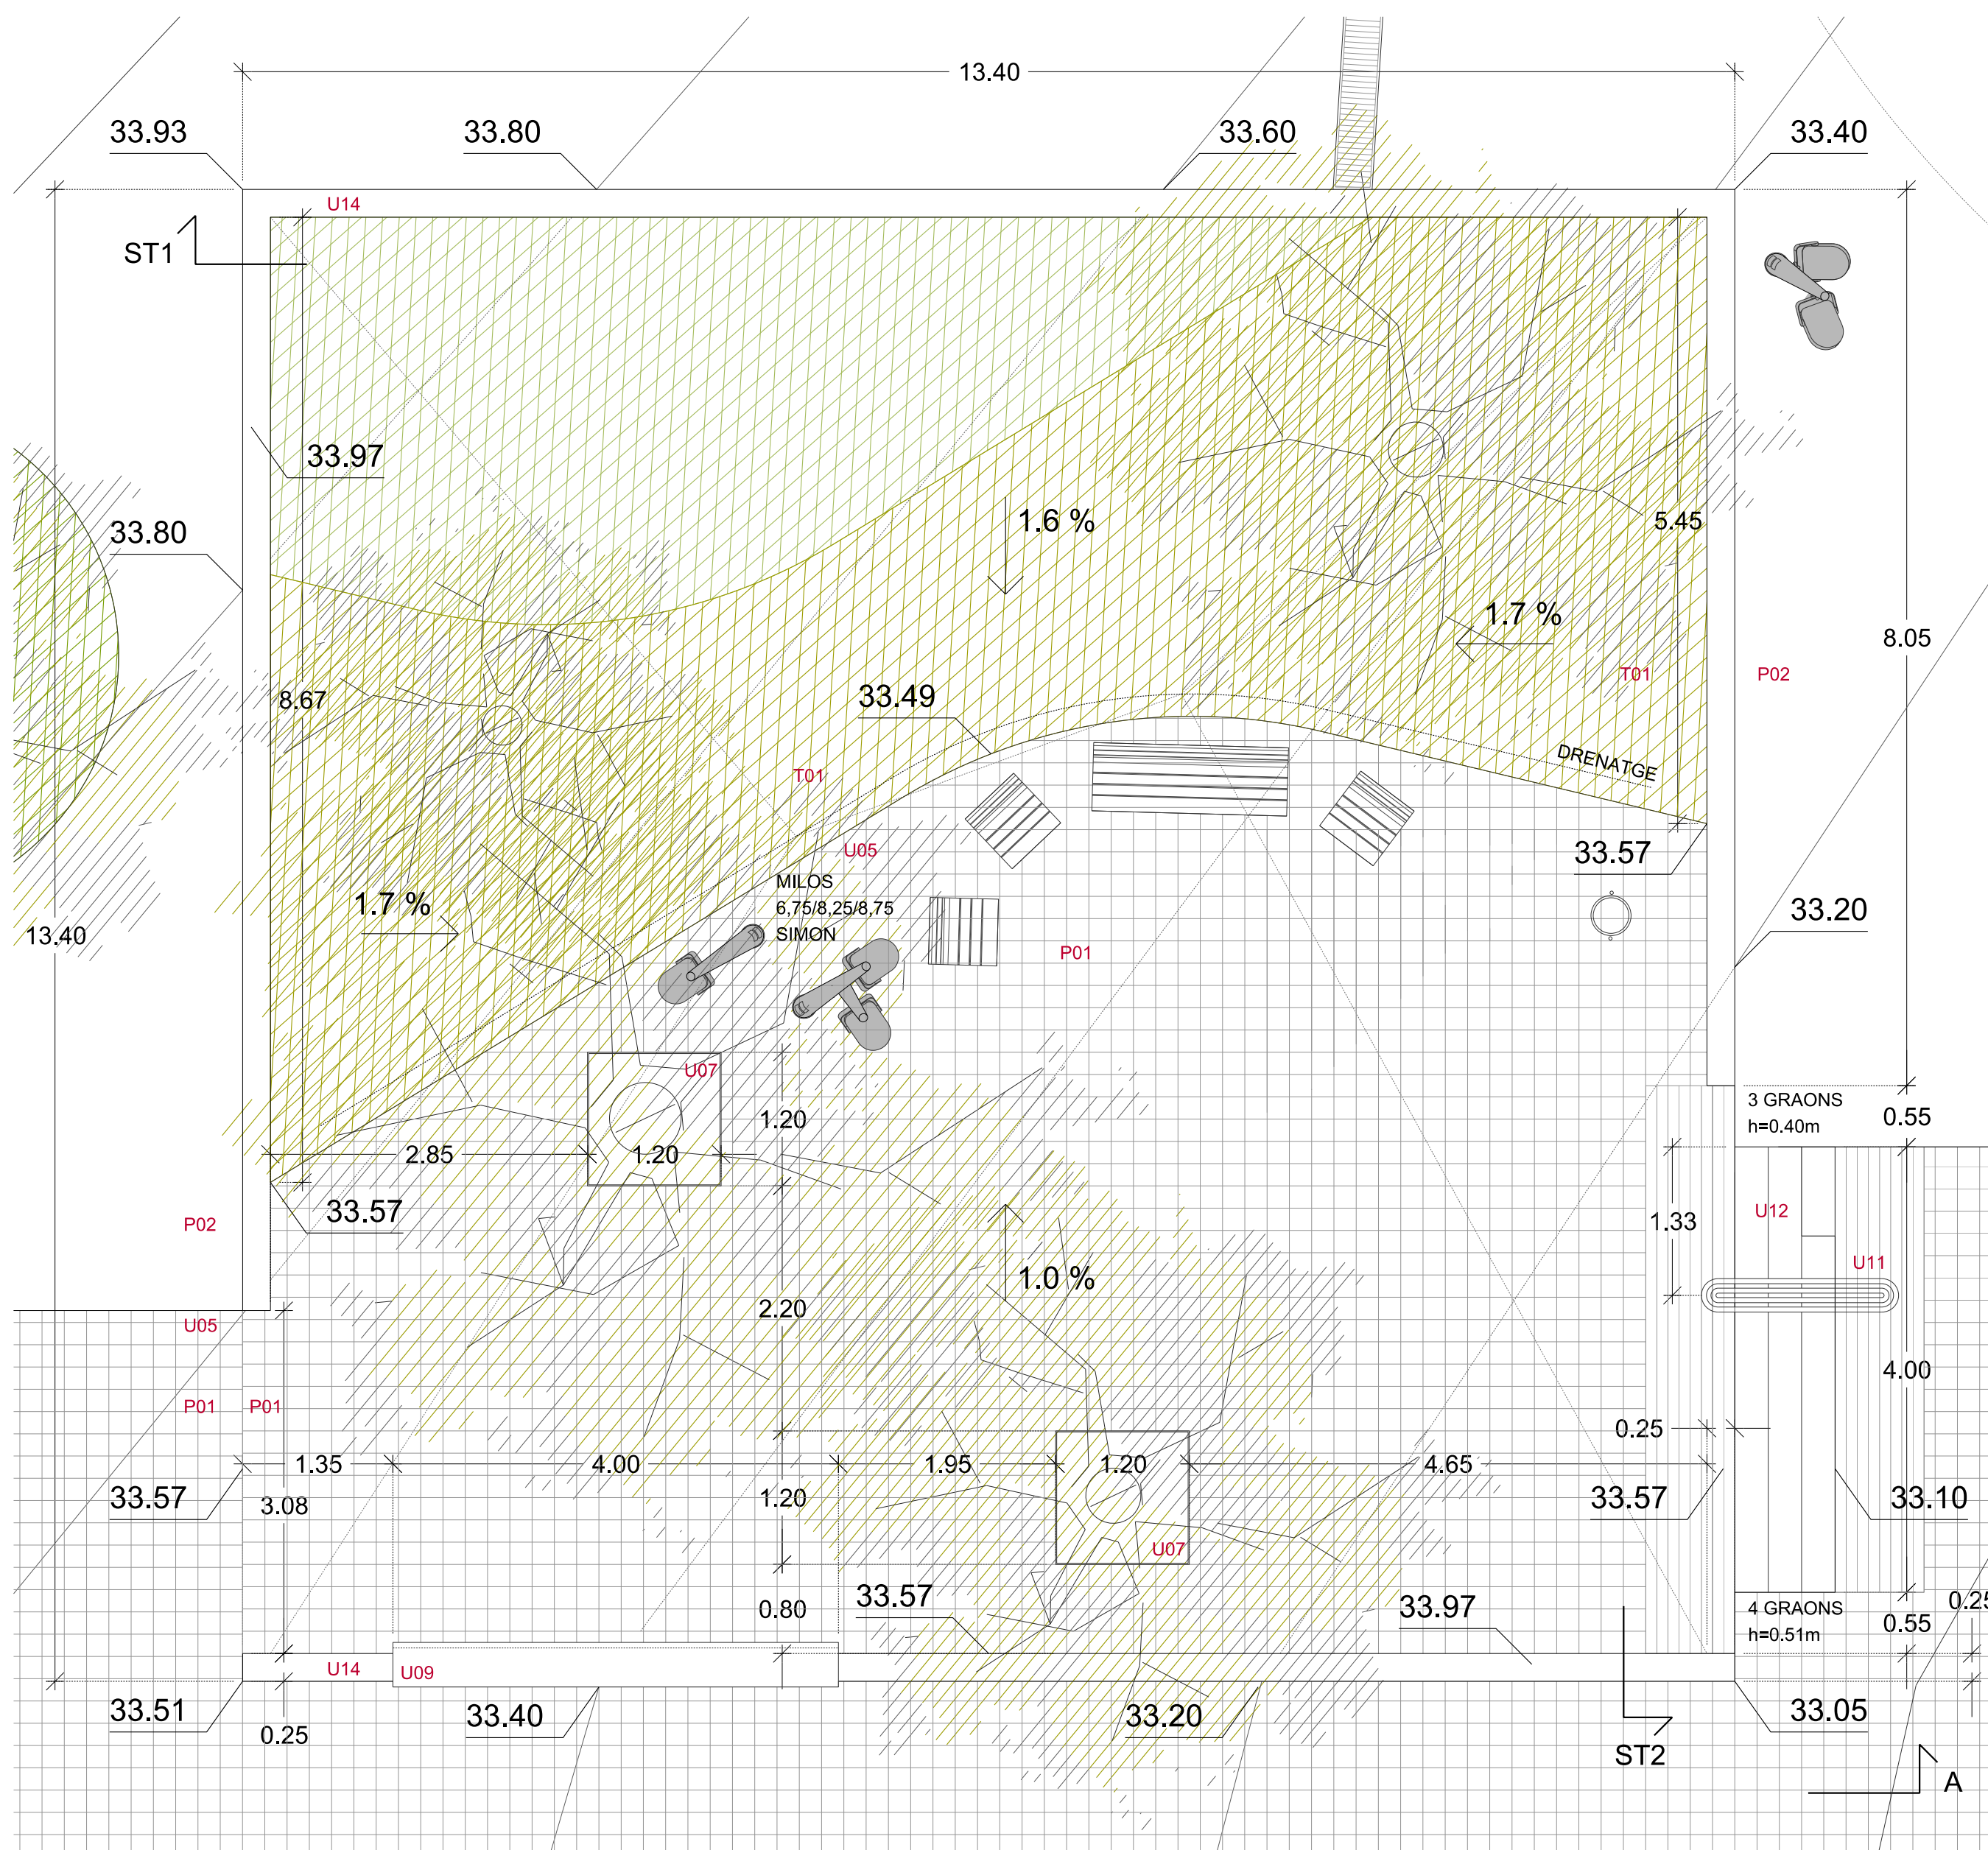 13.40
33.93
33.80
33.60
33.40
U14
ST1
33.97
33.80
1.6 %
5.45
1.7 %
8.05
T01
P02
8.67
33.49
DRENATGE
T01
U05
33.57
MILOS
6,75/8,25/8,75
SIMON
1.7 %
33.20
13.40
P01
U07
3 GRAONS
h=0.40m
0.55
1.20
2.85
1.20
33.57
P02
1.33
U12
U11
1.0 %
2.20
U05
4.00
P01
P01
0.25
1.35
4.00
1.95
1.20
4.65
33.57
3.08
1.20
33.57
33.10
U07
33.57
33.97
0.80
4 GRAONS
h=0.51m
0.55
0.25
U14
U09
33.51
33.40
33.20
33.05
0.25
ST2
A